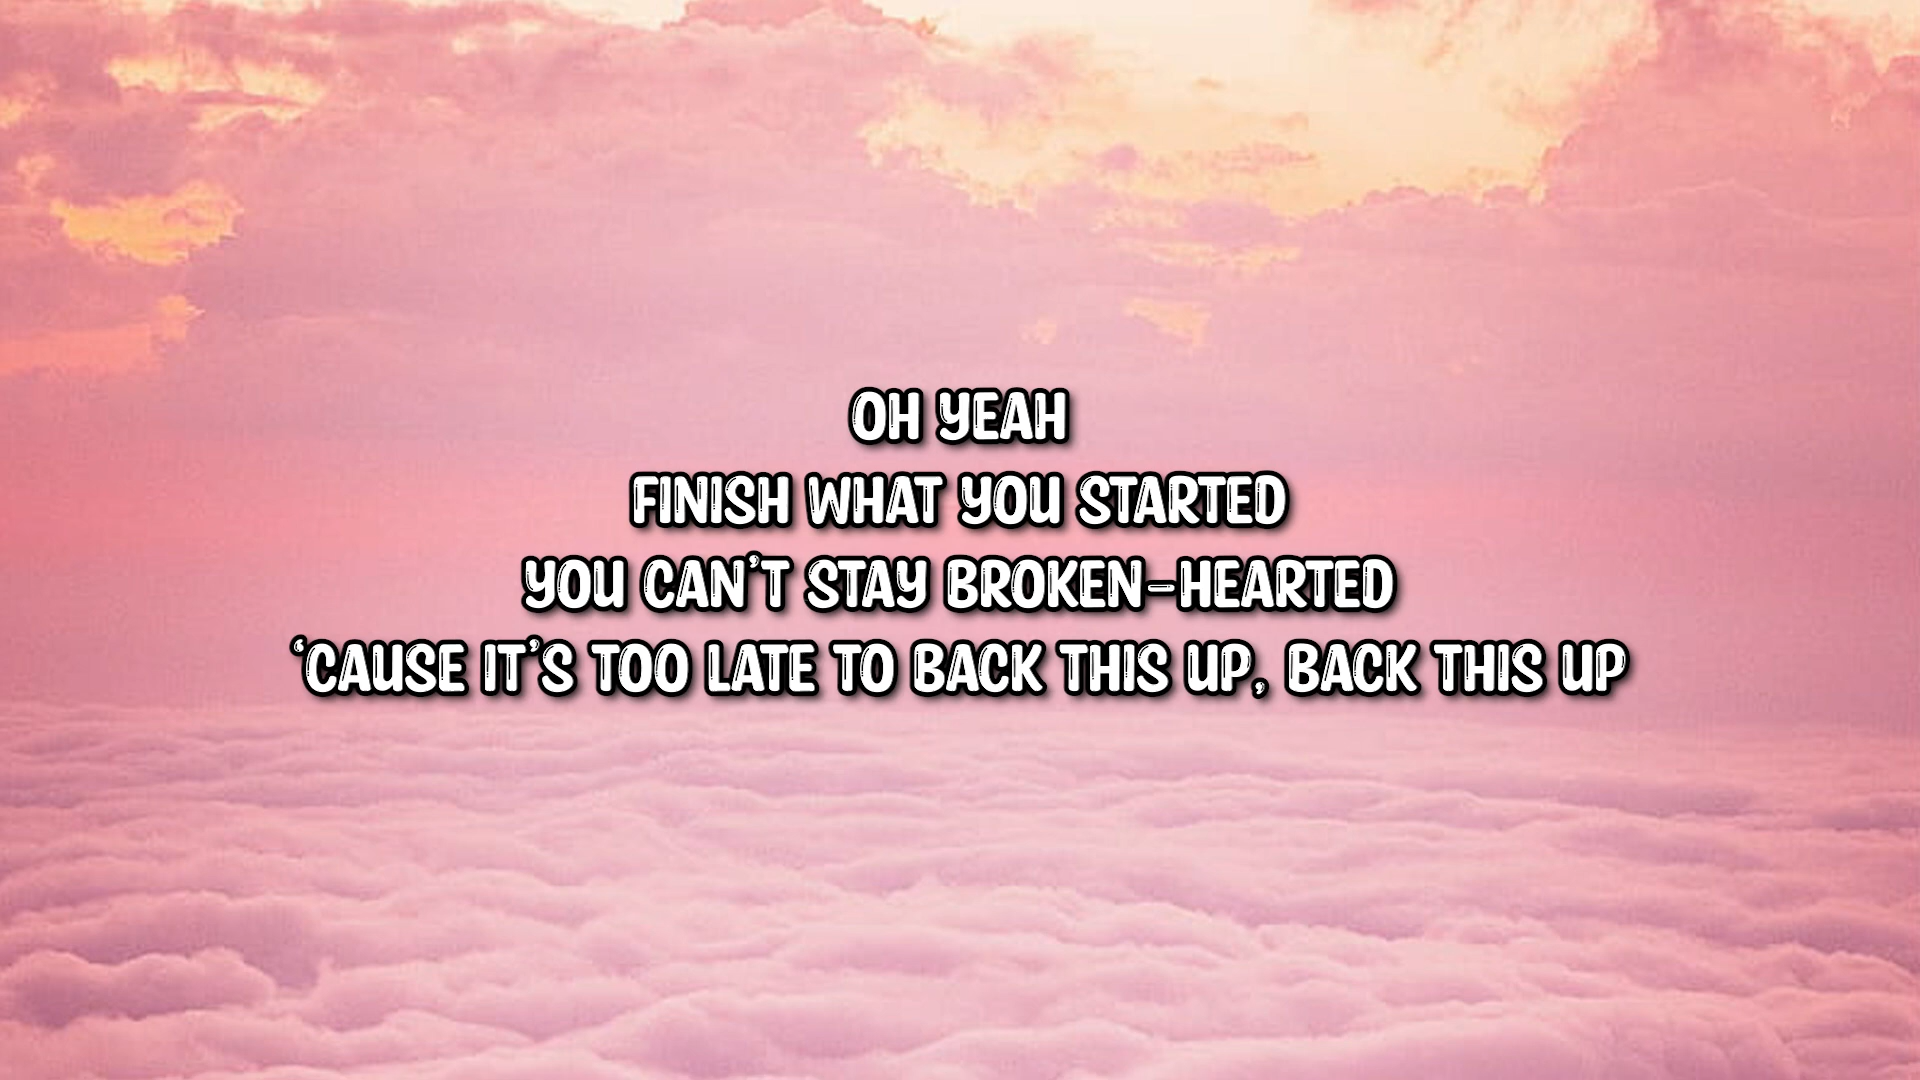 OH YEAH
FINISH WHAT YOU STARTED
YOU CAN'T STAY BROKEN-HEARTED
‘CAUSE IT'S TOO LATE TO BACK THIS UP, BACK THIS UP